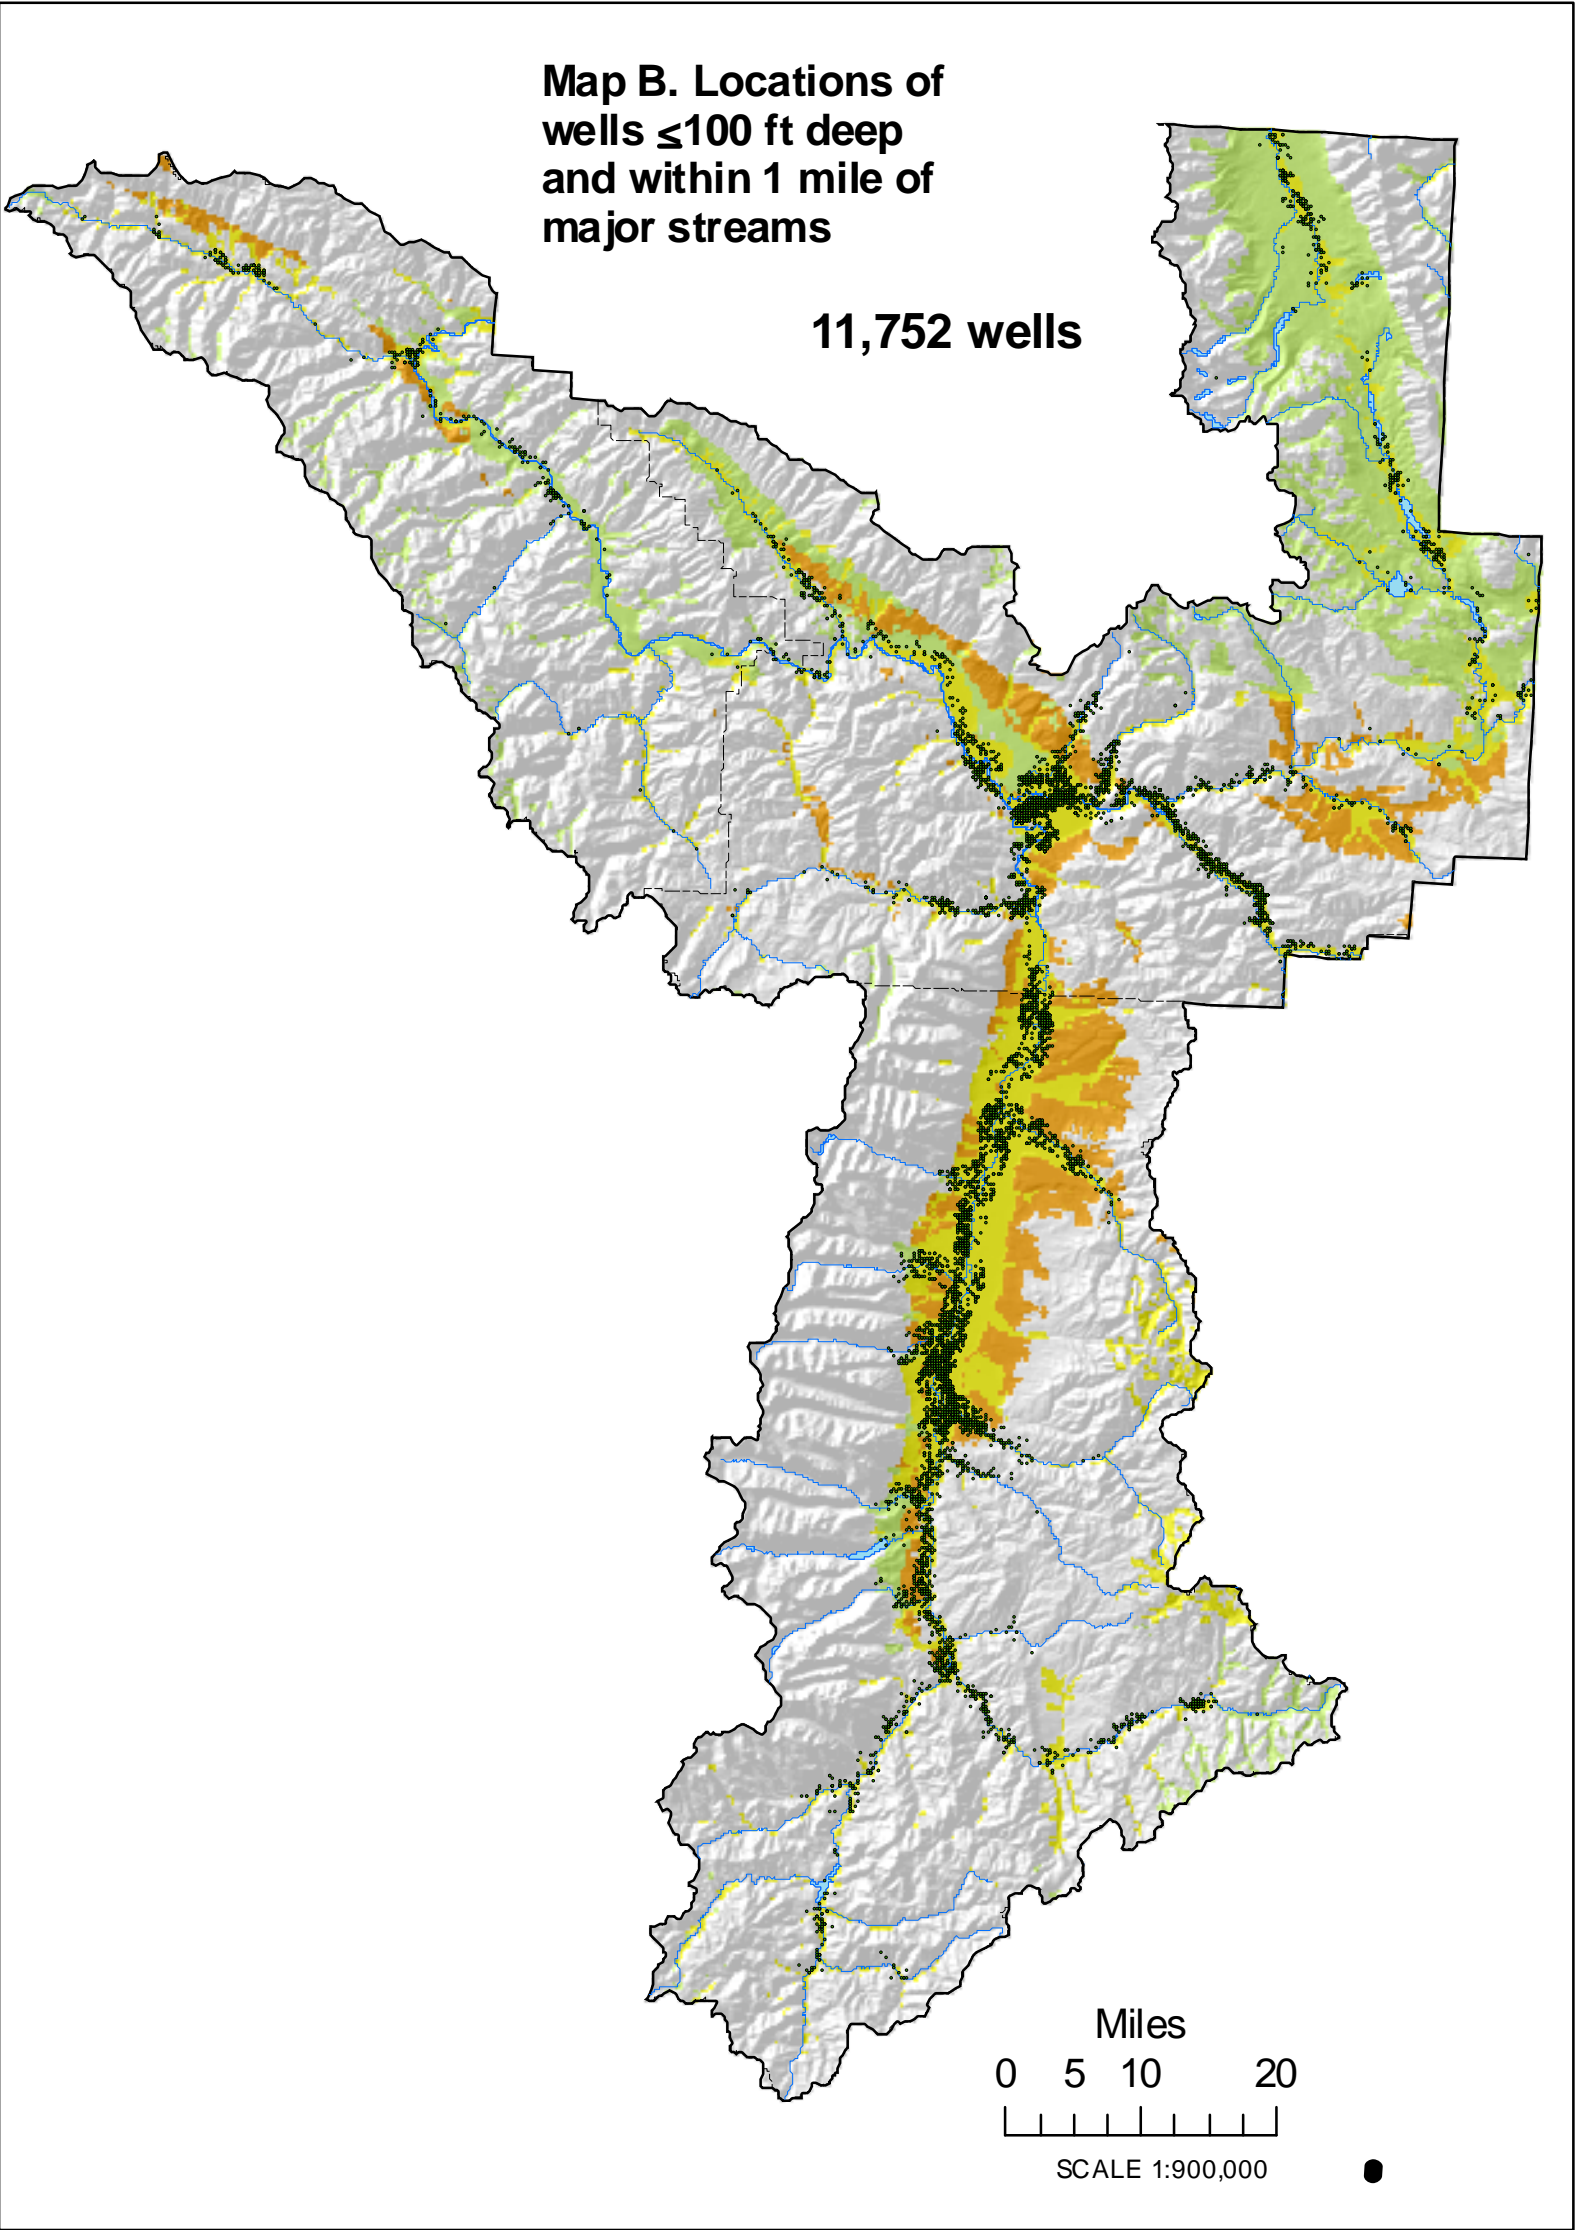 Map B. Locations of
wells ≤100 ft deep
and within 1 mile of
major streams
11,752 wells
Miles
0 5 10 20
SCALE 1:900,000